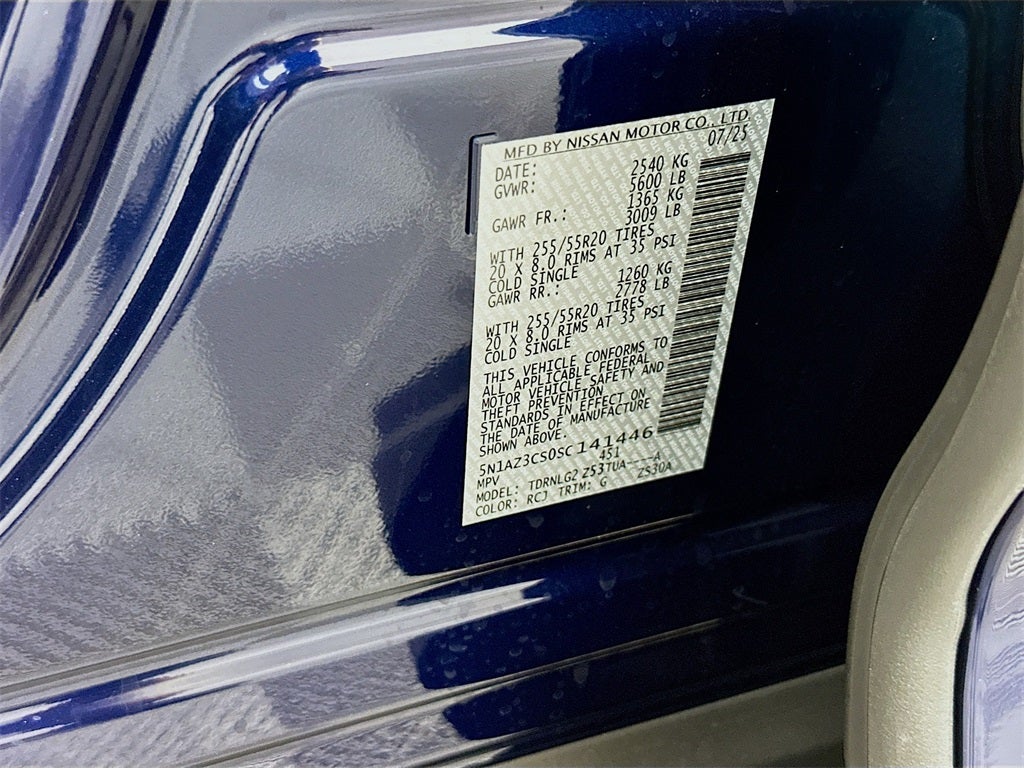 MFD BY NISSAN MOTOR CO., LTD.
DATE: 07/25
GVWR: 2540 KG
5600 LB
GAWR FR.: 1365 KG
3009 LB
WITH 255/55R20 TIRES
20 X 8.0 RIMS AT 35 PSI
COLD SINGLE
GAWR RR.: 1260 KG
2778 LB
WITH 255/55R20 TIRES
20 X 8.0 RIMS AT 35 PSI
COLD SINGLE
THIS VEHICLE CONFORMS TO
ALL APPLICABLE FEDERAL
MOTOR VEHICLE SAFETY AND
THEFT PREVENTION
STANDARDS IN EFFECT ON
THE DATE OF MANUFACTURE
SHOWN ABOVE.
5N1AZ3CS0SC141446
MPV 451
MODEL: TDRNLG2 Z53TUA----A
COLOR: RCJ TRIM: G ZS30A